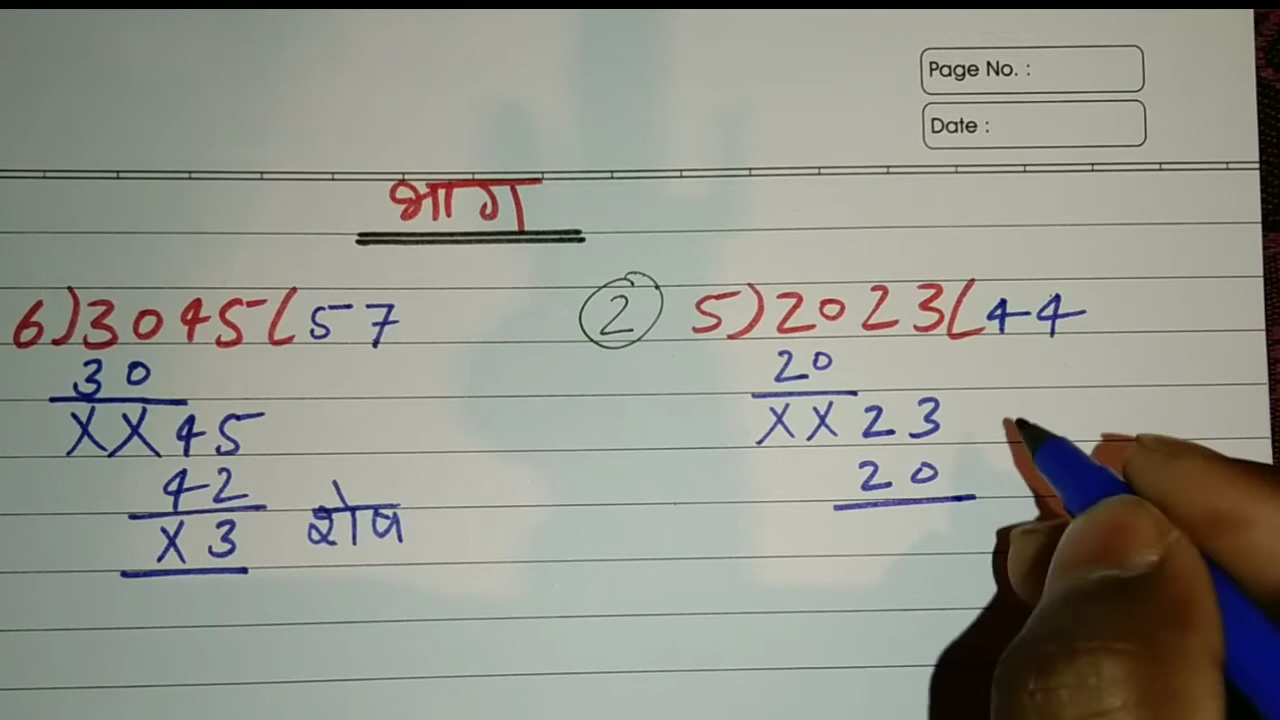 Page No. :
Date :
भाग
6)3045(57
30
XX45
42
X3 शेष
2 5)2023(44
20
XX23
20